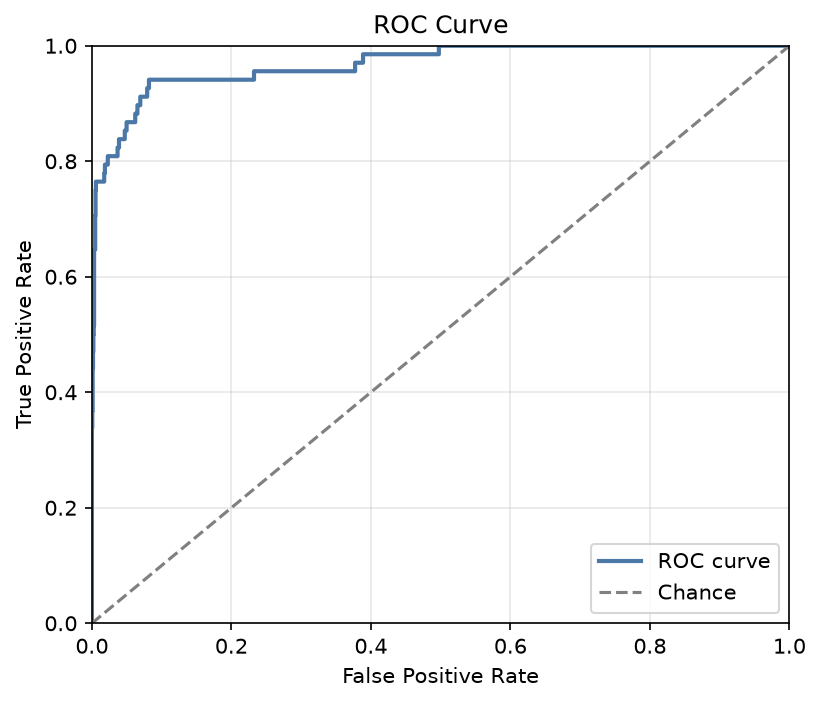 ROC Curve
1.0
0.8
0.6
0.4
0.2
0.0
True Positive Rate
0.0 0.2 0.4 0.6 0.8 1.0
False Positive Rate
ROC curve
Chance